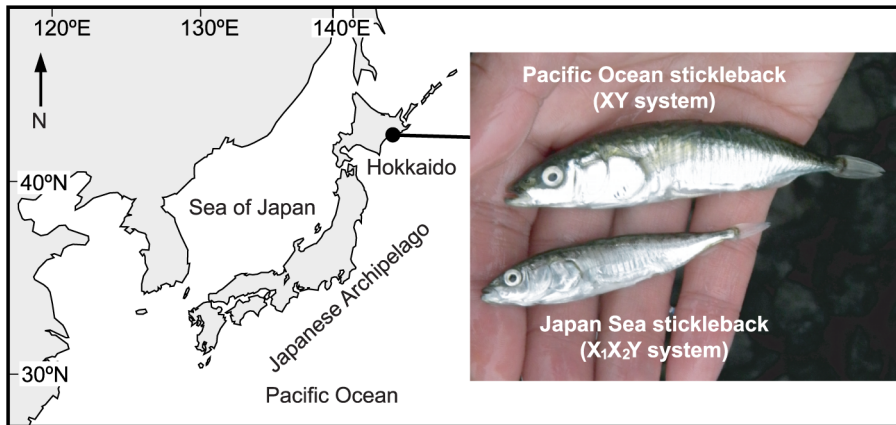 120ºE
130ºE
140ºE
N
40ºN
30ºN
Hokkaido
Sea of Japan
Japanese Archipelago
Pacific Ocean
Pacific Ocean stickleback
(XY system)
Japan Sea stickleback
(X₁X₂Y system)